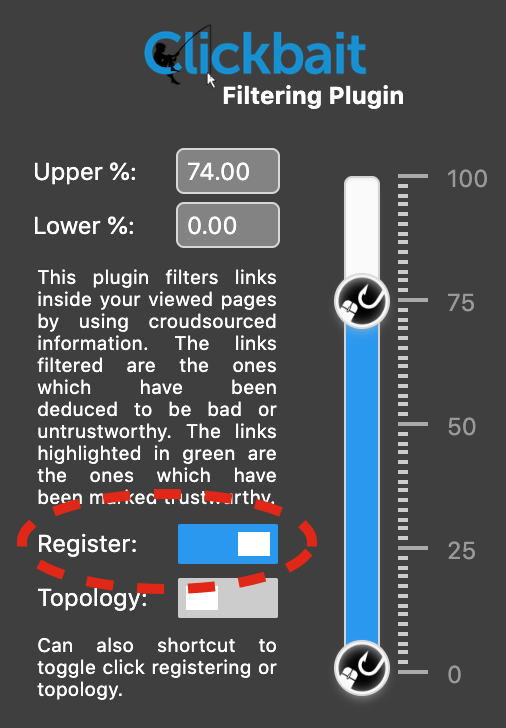 Clickbait
Filtering Plugin
Upper %: 74.00
Lower %: 0.00
This plugin filters links
inside your viewed pages
by using croudsourced
information. The links
filtered are the ones
which have been
deduced to be bad or
untrustworthy. The links
highlighted in green are
the ones which have
been marked trustwarthy.
Register:
Topology:
Can also shortcut to
toggle click registering or
topology.
100
75
50
25
0